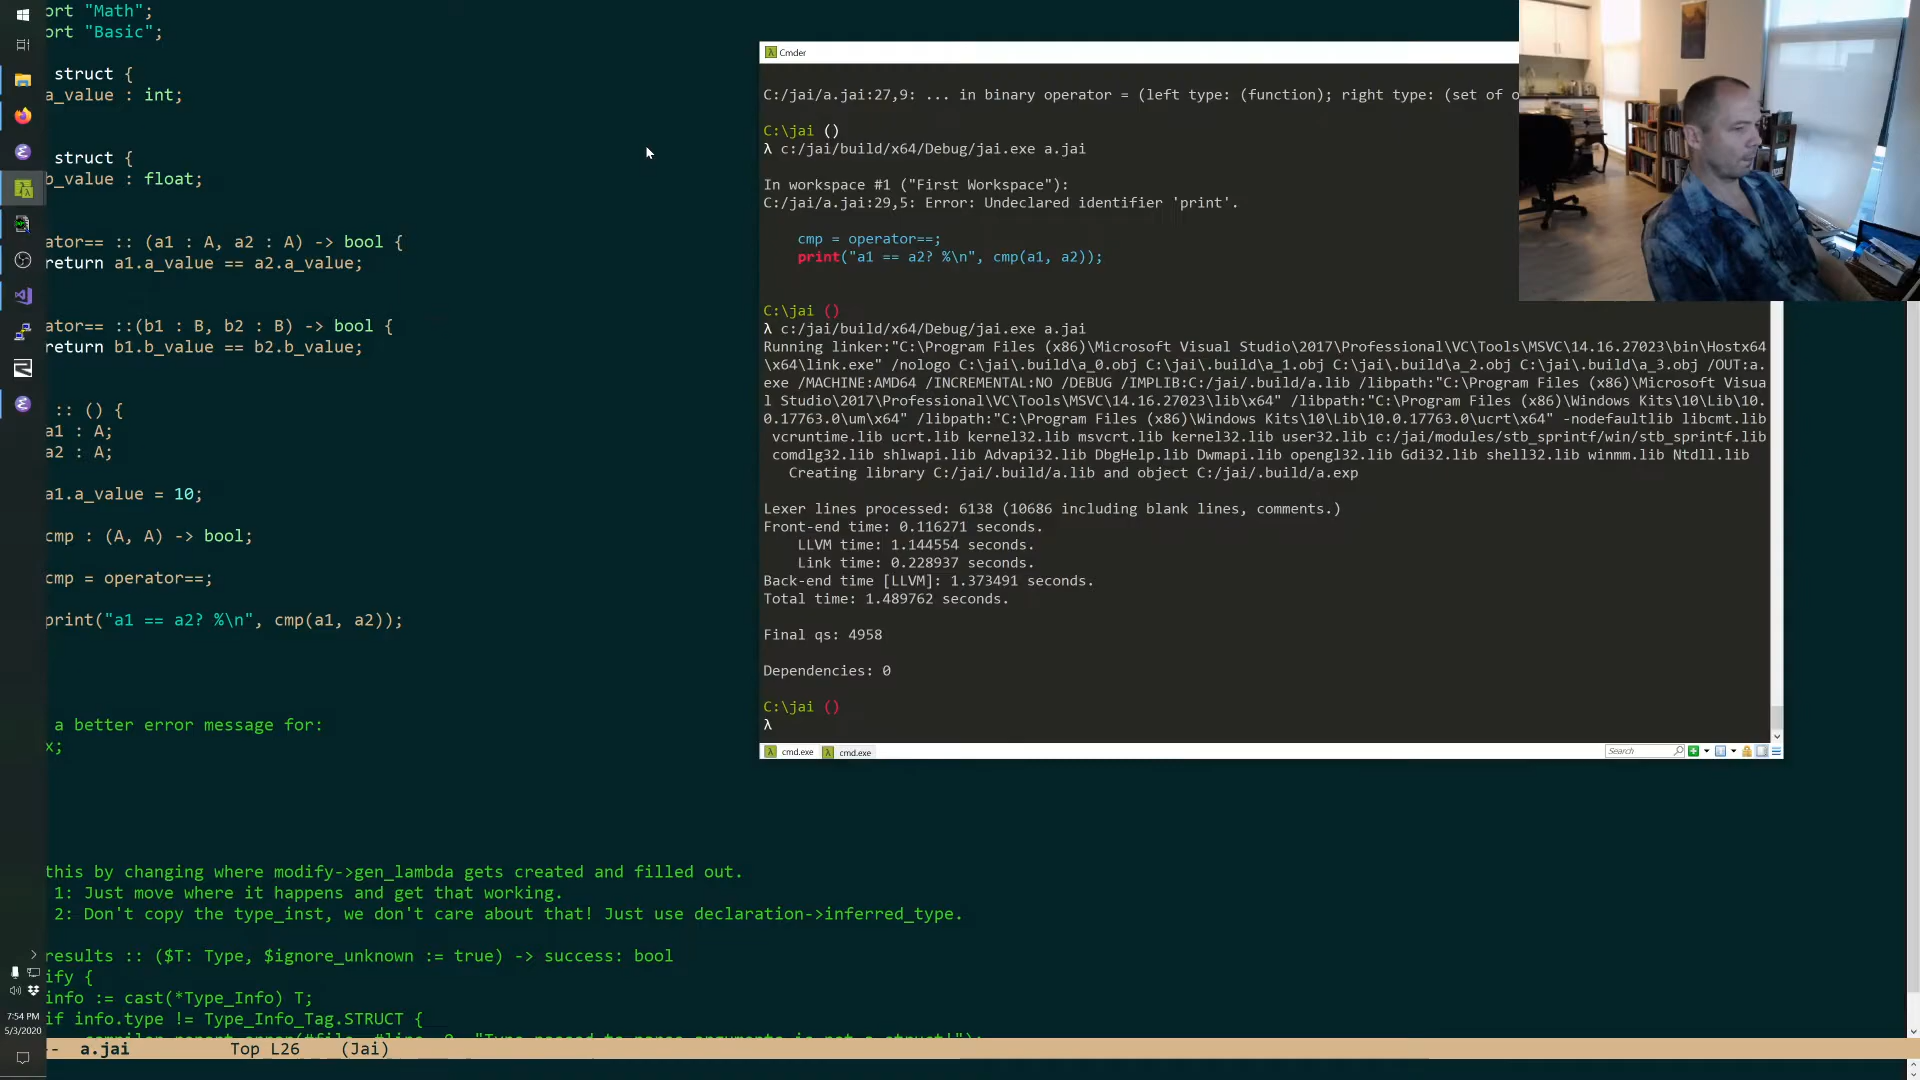 ort "Math";
ort "Basic";
struct {
a_value : int;
struct {
b_value : float;
ator== :: (a1 : A, a2 : A) -> bool {
return a1.a_value == a2.a_value;
ator== ::(b1 : B, b2 : B) -> bool {
return b1.b_value == b2.b_value;
:: () {
a1 : A;
a2 : A;
a1.a_value = 10;
cmp : (A, A) -> bool;
cmp = operator==;
print("a1 == a2? %\n", cmp(a1, a2));
a better error message for:
x;
this by changing where modify->gen_lambda gets created and filled out.
1: Just move where it happens and get that working.
2: Don't copy the type_inst, we don't care about that! Just use declaration->inferred_type.
results :: ($T: Type, $ignore_unknown := true) -> success: bool
ify {
info := cast(*Type_Info) T;
if info.type != Type_Info_Tag.STRUCT {
-- a.jai Top L26 (Jai)
7:54 PM
5/3/2020
Cmder
C:/jai/a.jai:27,9: ... in binary operator = (left type: (function); right type: (set of o
C:\jai ()
λ c:/jai/build/x64/Debug/jai.exe a.jai
In workspace #1 ("First Workspace"):
C:/jai/a.jai:29,5: Error: Undeclared identifier 'print'.
cmp = operator==;
print("a1 == a2? %\n", cmp(a1, a2));
C:\jai ()
λ c:/jai/build/x64/Debug/jai.exe a.jai
Running linker:"C:\Program Files (x86)\Microsoft Visual Studio\2017\Professional\VC\Tools\MSVC\14.16.27023\bin\Hostx64
\x64\link.exe" /nologo C:\jai\.build\a_0.obj C:\jai\.build\a_1.obj C:\jai\.build\a_2.obj C:\jai\.build\a_3.obj /OUT:a.
exe /MACHINE:AMD64 /INCREMENTAL:NO /DEBUG /IMPLIB:C:/jai/.build/a.lib /libpath:"C:\Program Files (x86)\Microsoft Visua
l Studio\2017\Professional\VC\Tools\MSVC\14.16.27023\lib\x64" /libpath:"C:\Program Files (x86)\Windows Kits\10\Lib\10.
0.17763.0\um\x64" /libpath:"C:\Program Files (x86)\Windows Kits\10\Lib\10.0.17763.0\ucrt\x64" -nodefaultlib libcmt.lib
vcruntime.lib ucrt.lib kernel32.lib msvcrt.lib kernel32.lib user32.lib c:/jai/modules/stb_sprintf/win/stb_sprintf.lib
comdlg32.lib shlwapi.lib Advapi32.lib DbgHelp.lib Dwmapi.lib opengl32.lib Gdi32.lib shell32.lib winmm.lib Ntdll.lib
Creating library C:/jai/.build/a.lib and object C:/jai/.build/a.exp
Lexer lines processed: 6138 (10686 including blank lines, comments.)
Front-end time: 0.116271 seconds.
LLVM time: 1.144554 seconds.
Link time: 0.228937 seconds.
Back-end time [LLVM]: 1.373491 seconds.
Total time: 1.489762 seconds.
Final qs: 4958
Dependencies: 0
C:\jai ()
λ
cmd.exe cmd.exe Search